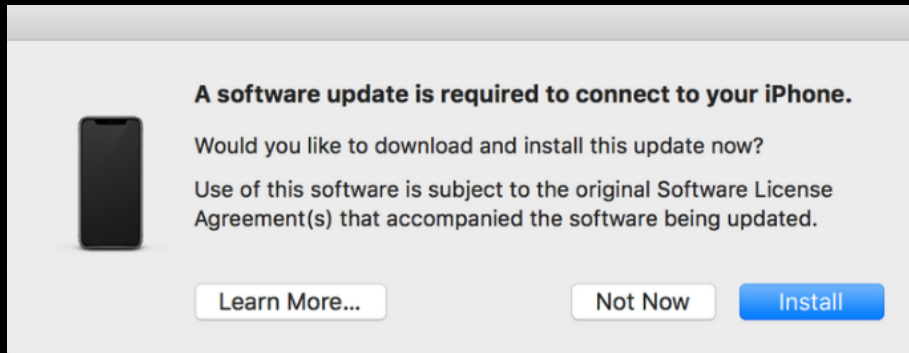 A software update is required to connect to your iPhone.
Would you like to download and install this update now?
Use of this software is subject to the original Software License
Agreement(s) that accompanied the software being updated.
Learn More... Not Now Install